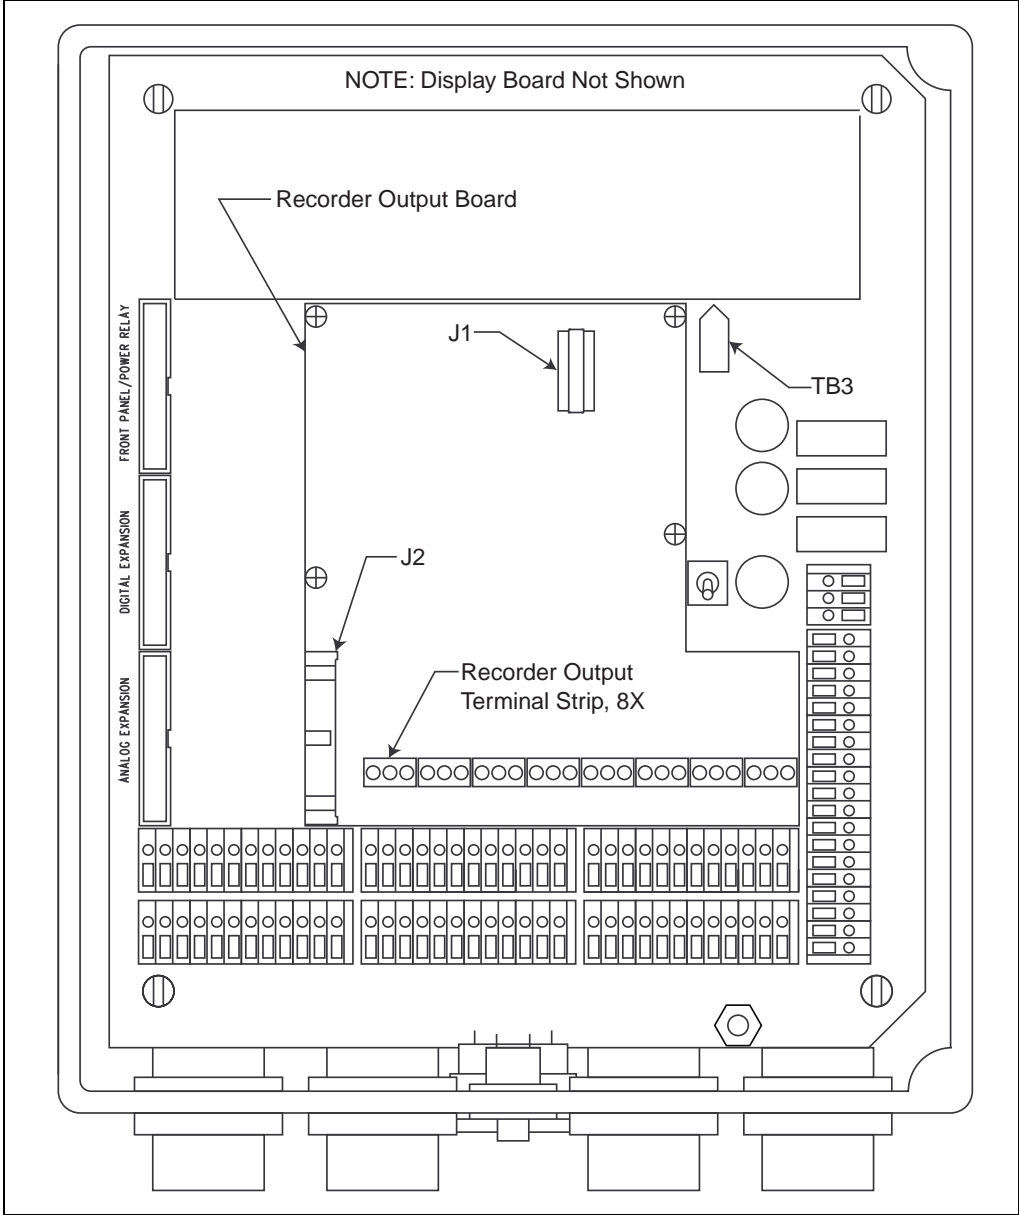 NOTE: Display Board Not Shown
Recorder Output Board
FRONT PANEL/POWER RELAY
J1
TB3
DIGITAL EXPANSION
J2
Recorder Output
Terminal Strip, 8X
ANALOG EXPANSION